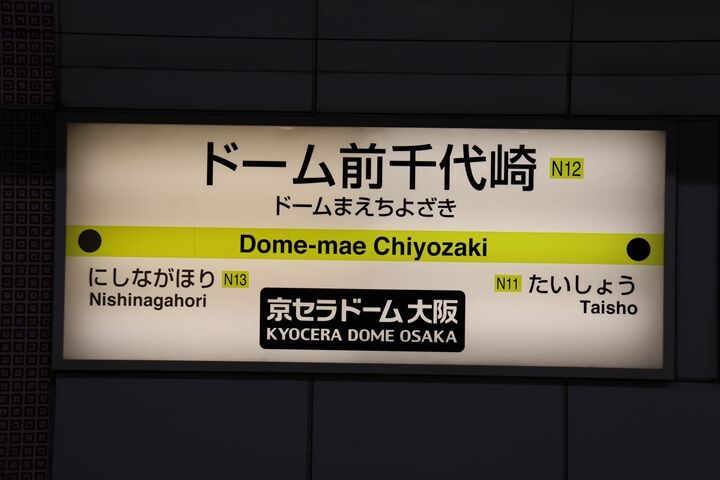 ドーム前千代崎 N12
ドームまえちよざき
Dome-mae Chiyozaki
にしながほり N13
Nishinagahori
N11 たいしょう
Taisho
京セラドーム大阪
KYOCERA DOME OSAKA